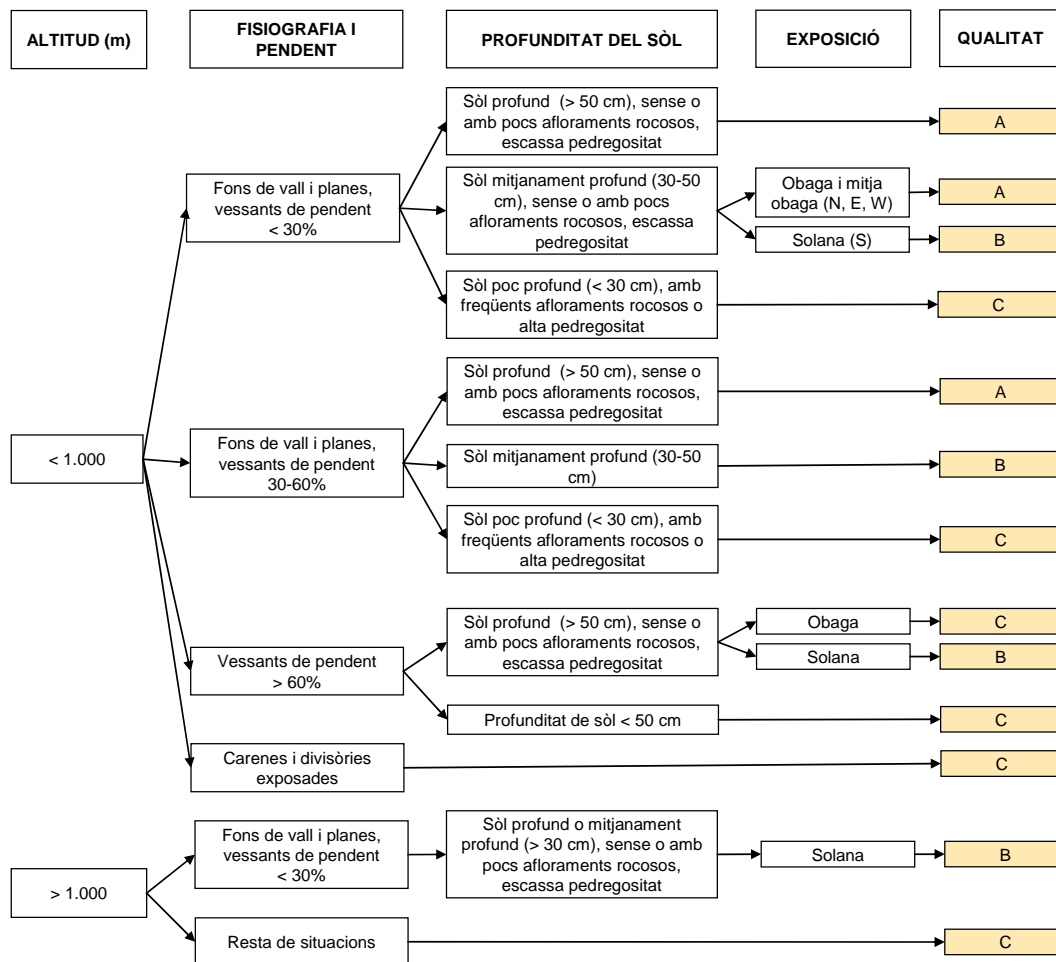 ALTITUD (m)
FISIOGRAFIA I
PENDENT
PROFUNDITAT DEL SÒL
EXPOSICIÓ
QUALITAT
Sòl profund (> 50 cm), sense o
amb pocs afloraments rocosos,
escassa pedregositat
A
Fons de vall i planes,
vessants de pendent
< 30%
Sòl mitjanament profund (30-50
cm), sense o amb pocs
afloraments rocosos, escassa
pedregositat
Obaga i mitja
obaga (N, E, W)
A
Solana (S)
B
Sòl poc profund (< 30 cm), amb
freqüents afloraments rocosos o
alta pedregositat
C
Sòl profund (> 50 cm), sense o
amb pocs afloraments rocosos,
escassa pedregositat
A
< 1.000
Fons de vall i planes,
vessants de pendent
30-60%
Sòl mitjanament profund (30-50
cm)
B
Sòl poc profund (< 30 cm), amb
freqüents afloraments rocosos o
alta pedregositat
C
Vessants de pendent
> 60%
Sòl profund (> 50 cm), sense o
amb pocs afloraments rocosos,
escassa pedregositat
Obaga
C
Solana
B
Profunditat de sòl < 50 cm
C
Carenes i divisòries
exposades
C
> 1.000
Fons de vall i planes,
vessants de pendent
< 30%
Sòl profund o mitjanament
profund (> 30 cm), sense o amb
pocs afloraments rocosos,
escassa pedregositat
Solana
B
Resta de situacions
C